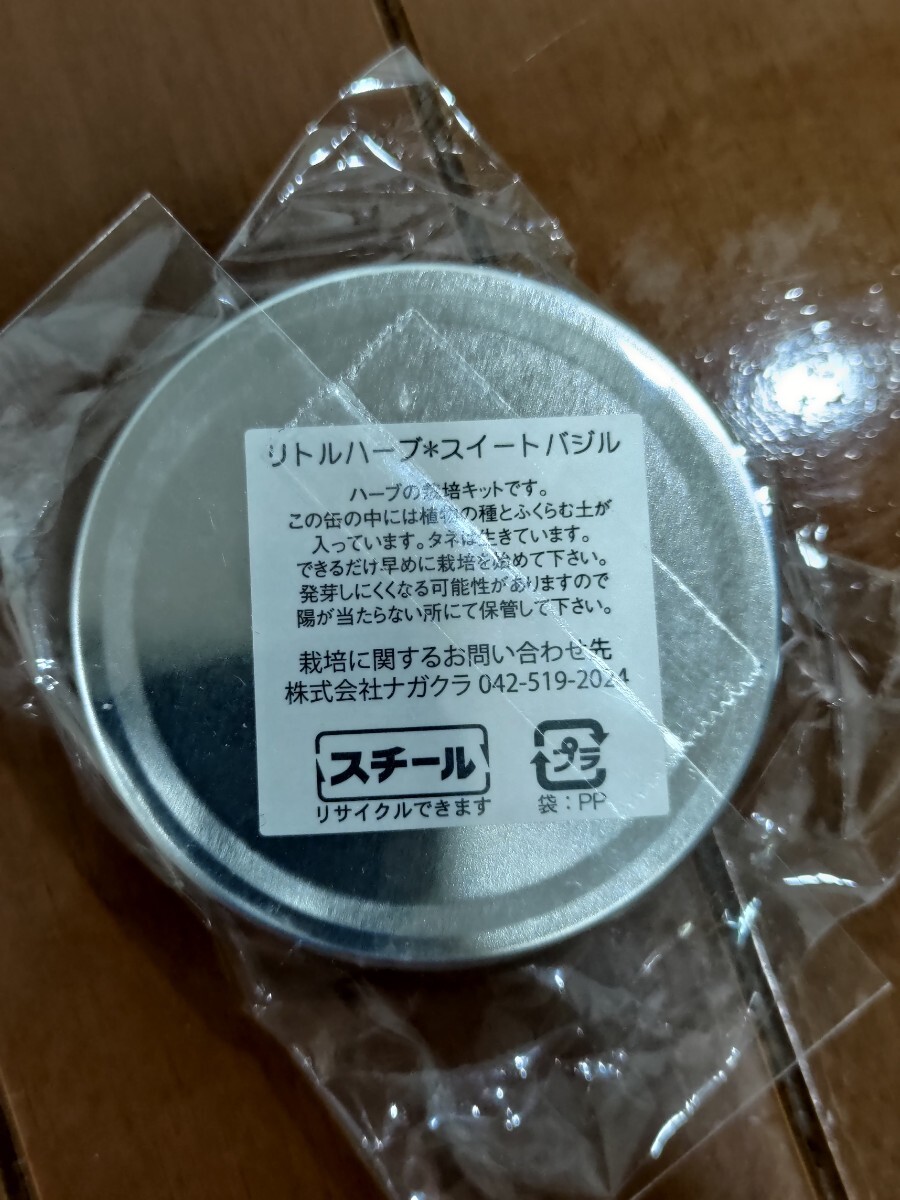 リトルハーブ*スイートバジル
ハーブの栽培キットです。
この缶の中には植物の種とふくらむ土が
入っています。タネは生きています。
できるだけ早めに栽培を始めて下さい。
発芽しにくくなる可能性がありますので
陽が当たらない所にて保管して下さい。
栽培に関するお問い合わせ先
株式会社ナガクラ 042-519-2024
スチール
リサイクルできます
プラ
袋：PP